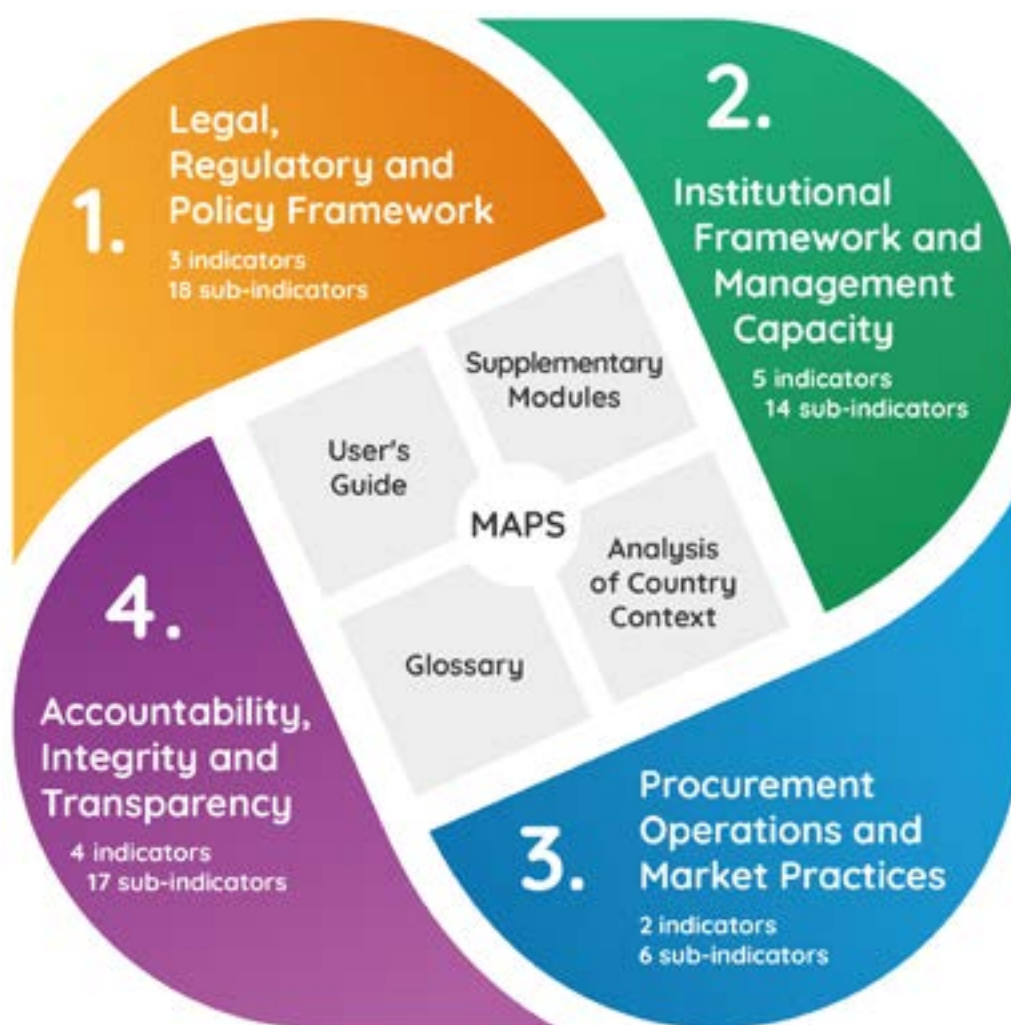 1.
Legal,
Regulatory and
Policy Framework
3 indicators
18 sub-indicators
2.
Institutional
Framework and
Management
Capacity
5 indicators
14 sub-indicators
Supplementary
Modules
User's
Guide
MAPS
Analysis
of Country
Context
Glossary
3.
Procurement
Operations and
Market Practices
2 indicators
6 sub-indicators
4.
Accountability,
Integrity and
Transparency
4 indicators
17 sub-indicators